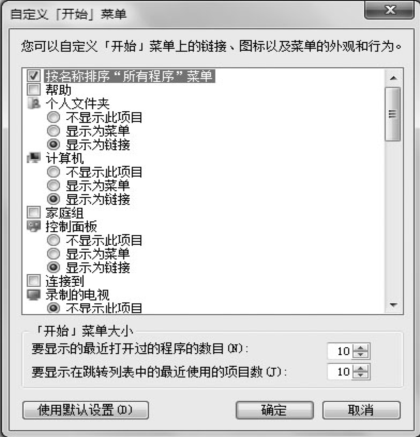 自定义「开始」菜单
您可以自定义「开始」菜单上的链接、图标以及菜单的外观和行为。
按名称排序“所有程序”菜单
帮助
个人文件夹
不显示此项目
显示为菜单
显示为链接
计算机
显示为菜单
显示为链接
家庭组
控制面板
不显示此项目
显示为菜单
显示为链接
连接到
录制的电视
不显示此项目
「开始」菜单大小
要显示的最近打开过的程序的数目(N): 10
要显示在跳转列表中的最近使用的项目数(J): 10
使用默认设置(D) 确定 取消